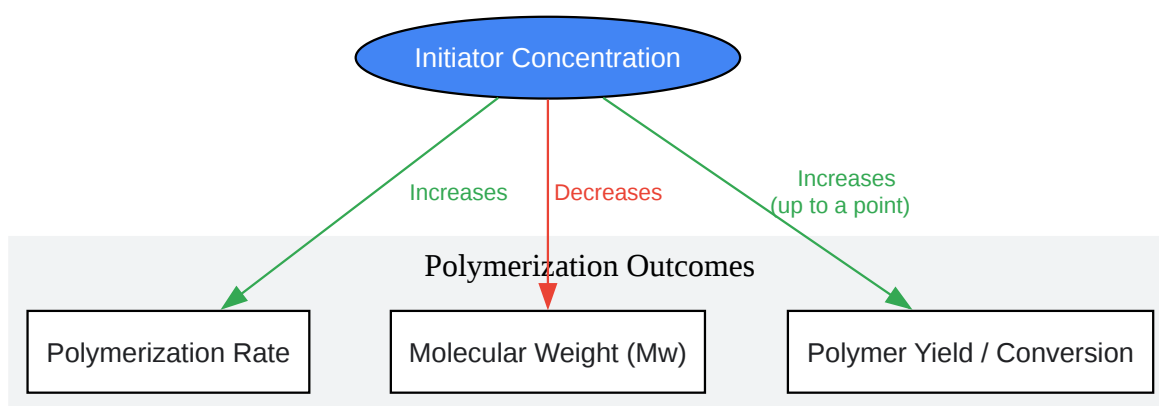 Initiator Concentration
Increases
Decreases
Increases
(up to a point)
Polymerization Outcomes
Polymerization Rate
Molecular Weight (Mw)
Polymer Yield / Conversion